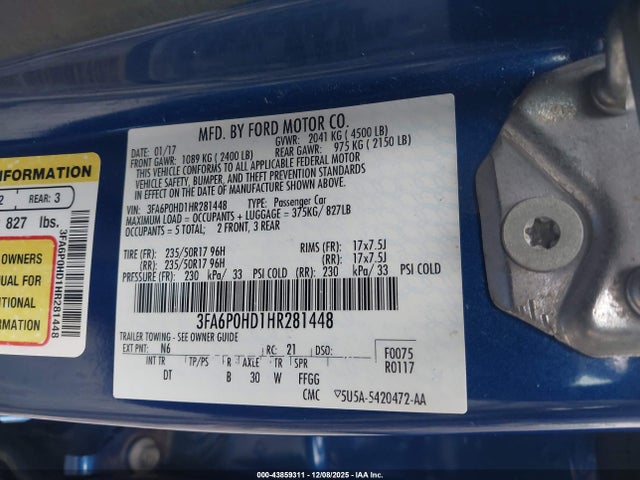 MFD. BY FORD MOTOR CO.
DATE: 01/17 GVWR: 2041 KG ( 4500 LB)
FRONT GAWR: 1089 KG ( 2400 LB) REAR GAWR: 975 KG ( 2150 LB)
THIS VEHICLE CONFORMS TO ALL APPLICABLE FEDERAL MOTOR
VEHICLE SAFETY, BUMPER, AND THEFT PREVENTION STANDARDS
IN EFFECT ON THE DATE OF MANUFACTURE SHOWN ABOVE.
VIN: 3FA6P0HD1HR281448 TYPE: Passenger Car
MAXIMUM LOAD = OCCUPANTS + LUGGAGE = 375KG/ 827LB
OCCUPANTS = 5 TOTAL: 2 FRONT, 3 REAR
TIRE (FR): 235/50R17 96H RIMS (FR): 17x7.5J
(RR): 235/50R17 96H (RR): 17x7.5J
PRESSURE (FR): 230 kPa/ 33 PSI COLD (RR): 230 kPa/ 33 PSI COLD
3FA6P0HD1HR281448
TRAILER TOWING - SEE OWNER GUIDE
EXT PNT: N6 RC: 21 DSO: F0075
R0117
INT TR TP/PS R AXLE TR SPR
DT B 30 W FFGG
CMC 5U5A-5420472-AA
INFORMATION
2 REAR: 3
827 lbs.
OWNERS
NUAL FOR
ITIONAL
RMATION
3FA6P0HD1HR281448
000-43859311 - 12/08/2025 - IAA Inc.